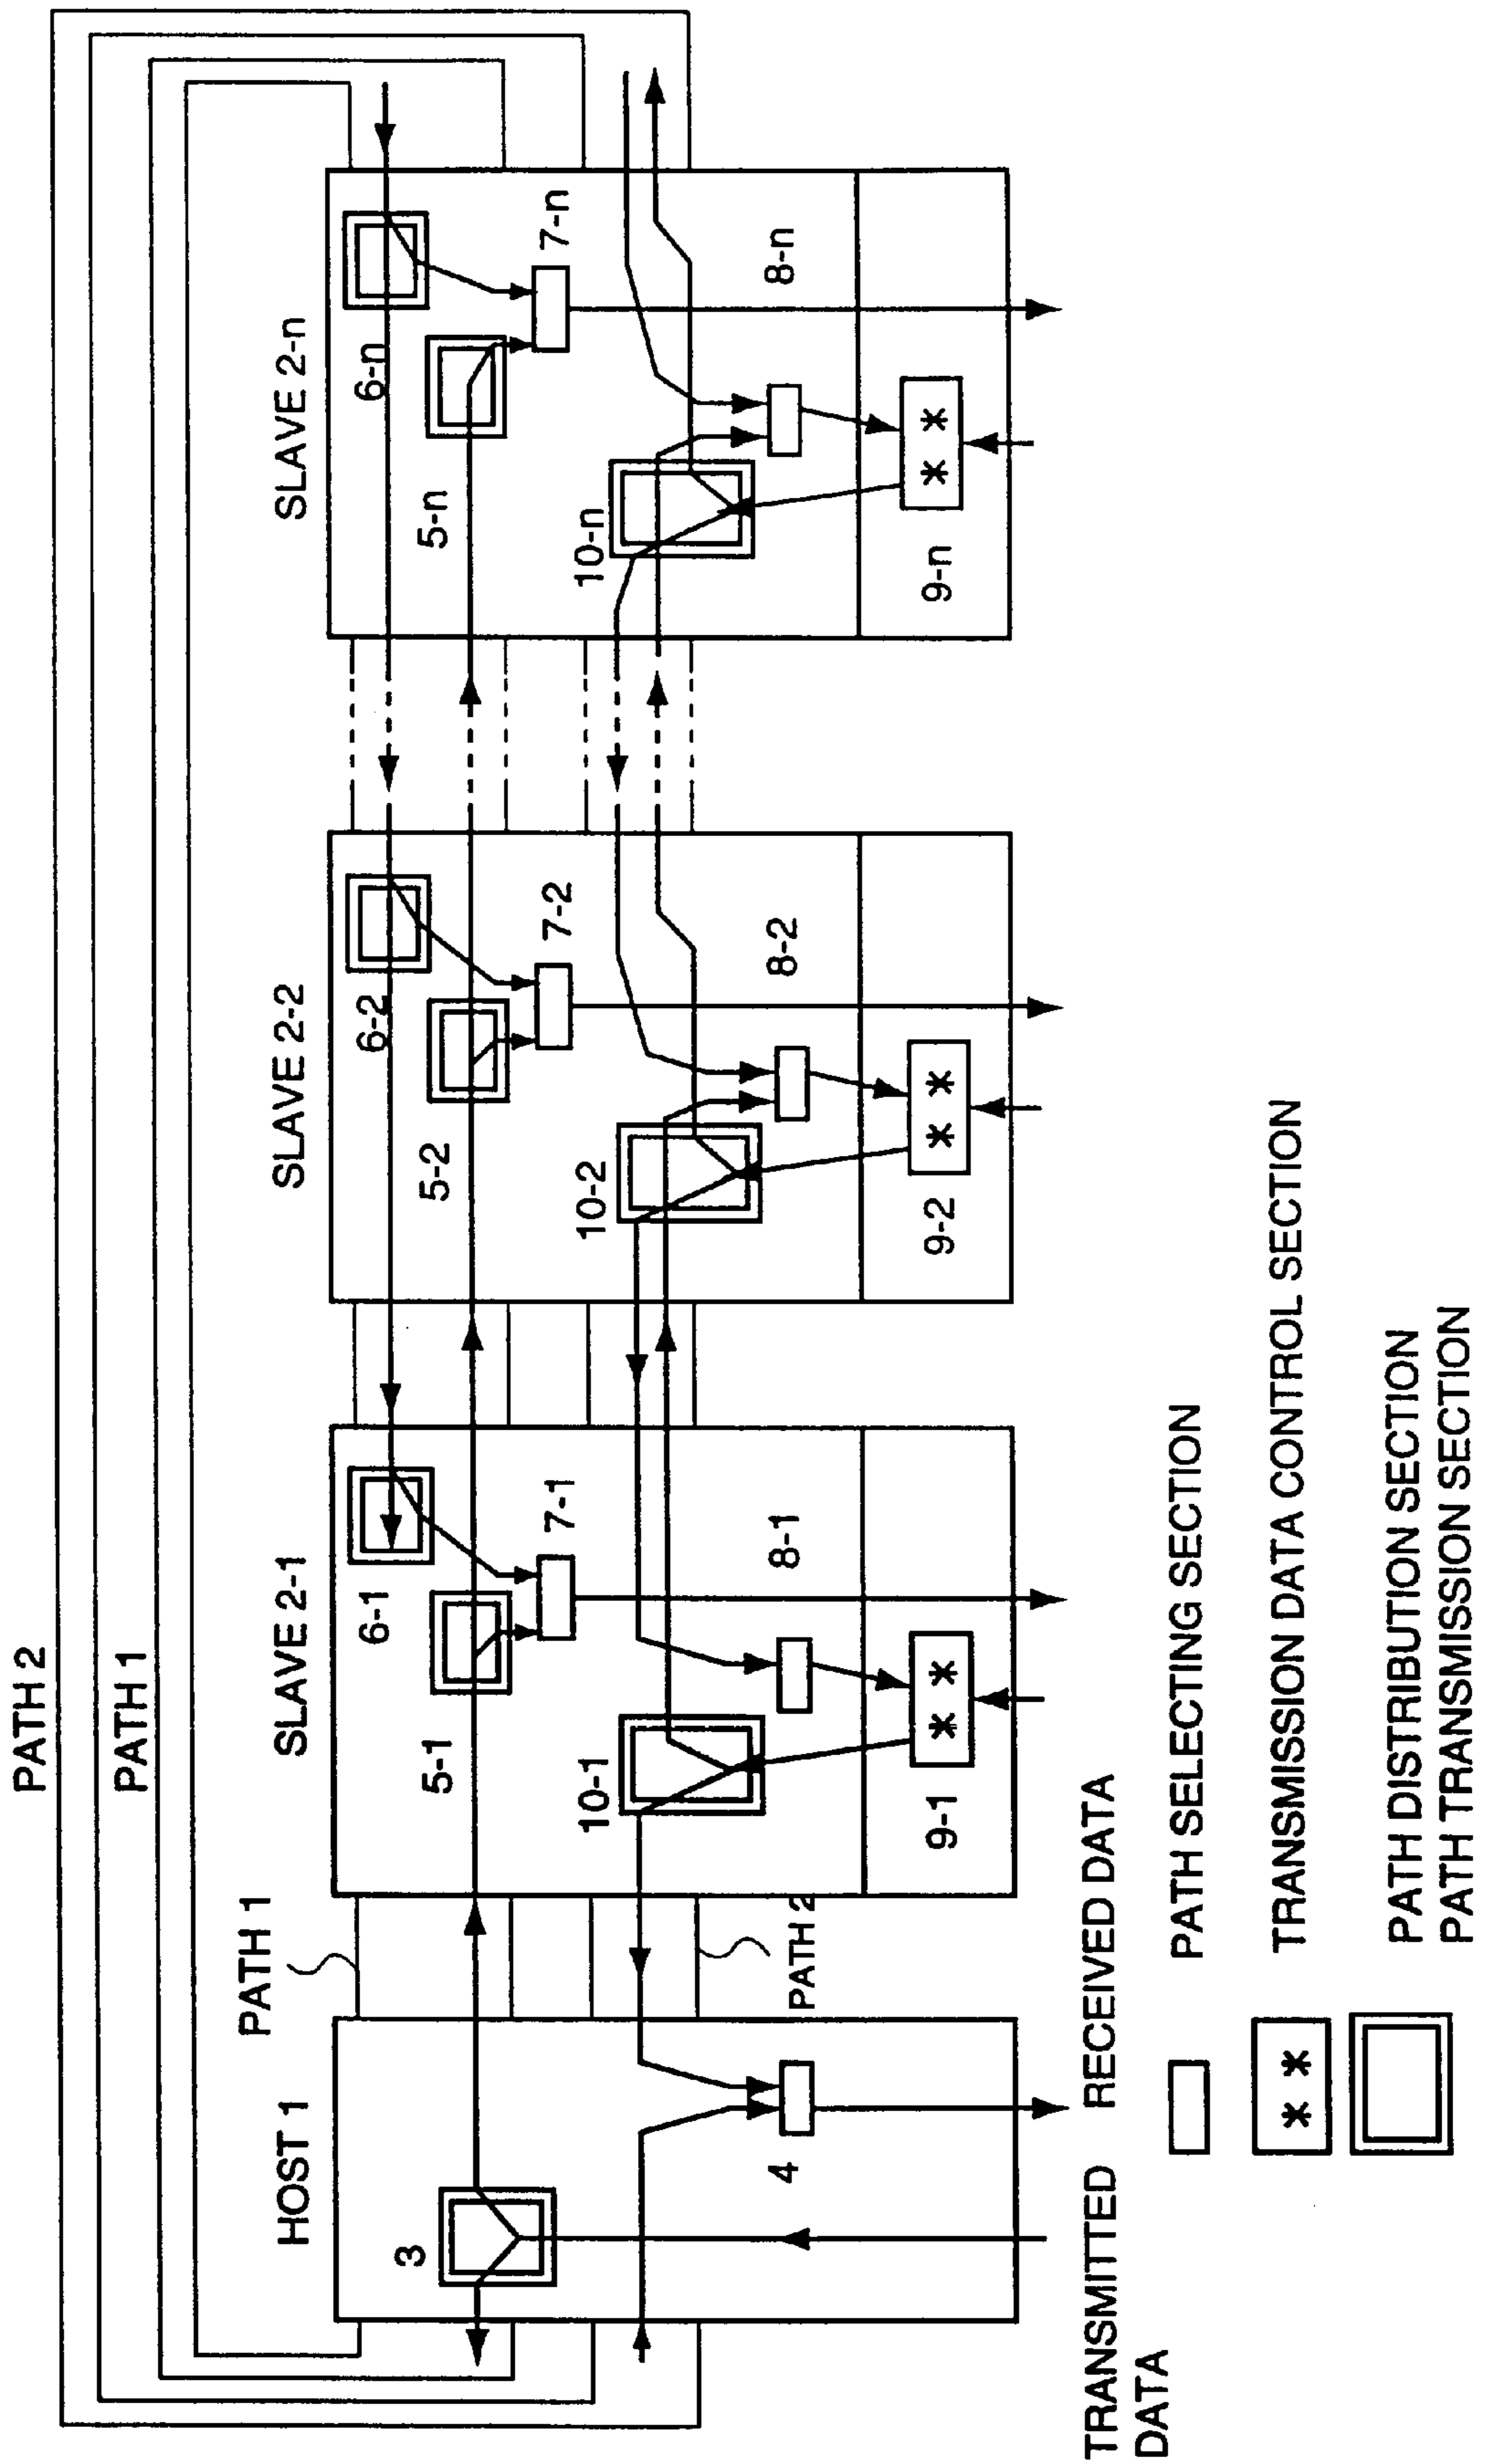 PATH 2
PATH 1
HOST 1
PATH 1
SLAVE 2-1
SLAVE 2-2
SLAVE 2-n
3
5-1
6-1
5-2
6-2
5-n
6-n
7-1
7-2
7-n
10-1
10-2
10-n
4
PATH 2
8-1
8-2
8-n
9-1
9-2
9-n
TRANSMITTED
DATA
RECEIVED DATA
PATH SELECTING SECTION
* *
TRANSMISSION DATA CONTROL SECTION
PATH DISTRIBUTION SECTION
PATH TRANSMISSION SECTION